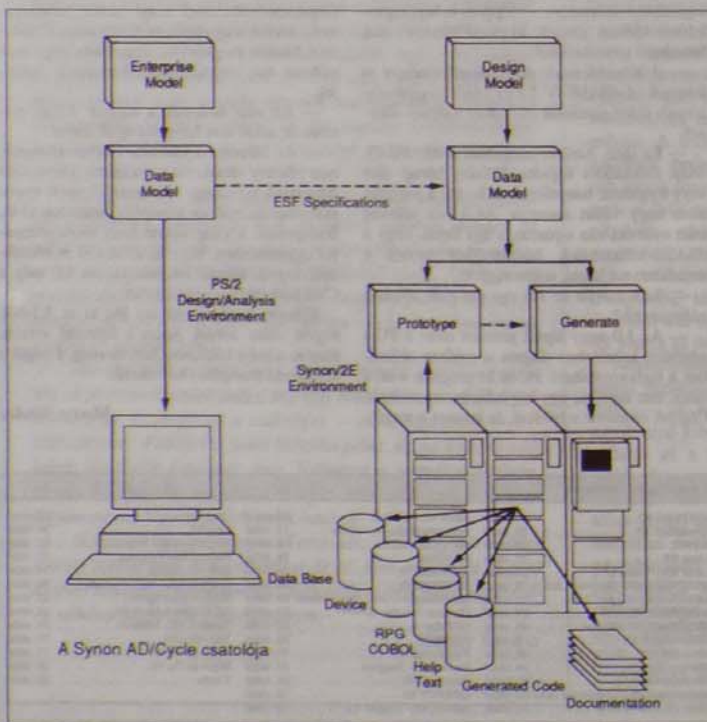 Enterprise
Model
Design
Model
Data
Model
Data
Model
ESF Specifications
PS/2
Design/Analysis
Environment
Prototype
Generate
Synon/2E
Environment
Data Base
Device
RPG
COBOL
Help
Text
Generated Code
Documentation
A Synon AD/Cycle csatolója